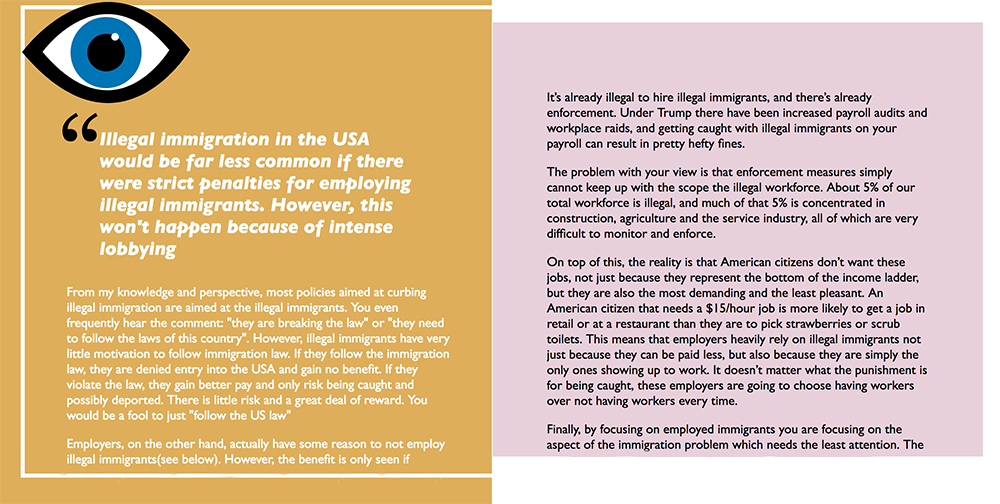 “
Illegal immigration in the USA
would be far less common if there
were strict penalties for employing
illegal immigrants. However, this
won't happen because of intense
lobbying
From my knowledge and perspective, most policies aimed at curbing
illegal immigration are aimed at the illegal immigrants. You even
frequently hear the comment: "they are breaking the law" or "they need
to follow the laws of this country". However, illegal immigrants have very
little motivation to follow immigration law. If they follow the immigration
law, they are denied entry into the USA and gain no benefit. If they
violate the law, they gain better pay and only risk being caught and
possibly deported. There is little risk and a great deal of reward. You
would be a fool to just "follow the US law"
Employers, on the other hand, actually have some reason to not employ
illegal immigrants(see below). However, the benefit is only seen if
It’s already illegal to hire illegal immigrants, and there’s already
enforcement. Under Trump there have been increased payroll audits and
workplace raids, and getting caught with illegal immigrants on your
payroll can result in pretty hefty fines.
The problem with your view is that enforcement measures simply
cannot keep up with the scope the illegal workforce. About 5% of our
total workforce is illegal, and much of that 5% is concentrated in
construction, agriculture and the service industry, all of which are very
difficult to monitor and enforce.
On top of this, the reality is that American citizens don’t want these
jobs, not just because they represent the bottom of the income ladder,
but they are also the most demanding and the least pleasant. An
American citizen that needs a $15/hour job is more likely to get a job in
retail or at a restaurant than they are to pick strawberries or scrub
toilets. This means that employers heavily rely on illegal immigrants not
just because they can be paid less, but also because they are simply the
only ones showing up to work. It doesn’t matter what the punishment is
for being caught, these employers are going to choose having workers
over not having workers every time.
Finally, by focusing on employed immigrants you are focusing on the
aspect of the immigration problem which needs the least attention. The